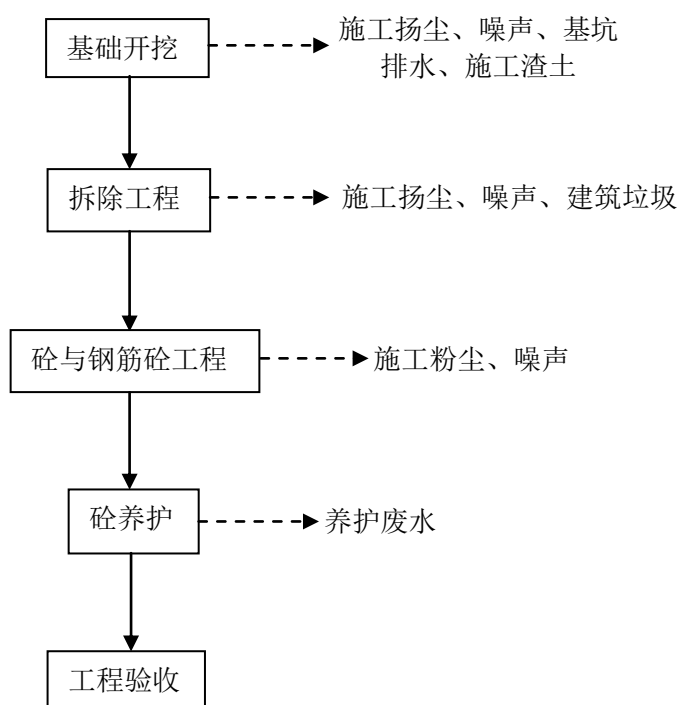 基础开挖
施工扬尘、噪声、基坑
排水、施工渣土
拆除工程
施工扬尘、噪声、建筑垃圾
砼与钢筋砼工程
施工粉尘、噪声
砼养护
养护废水
工程验收